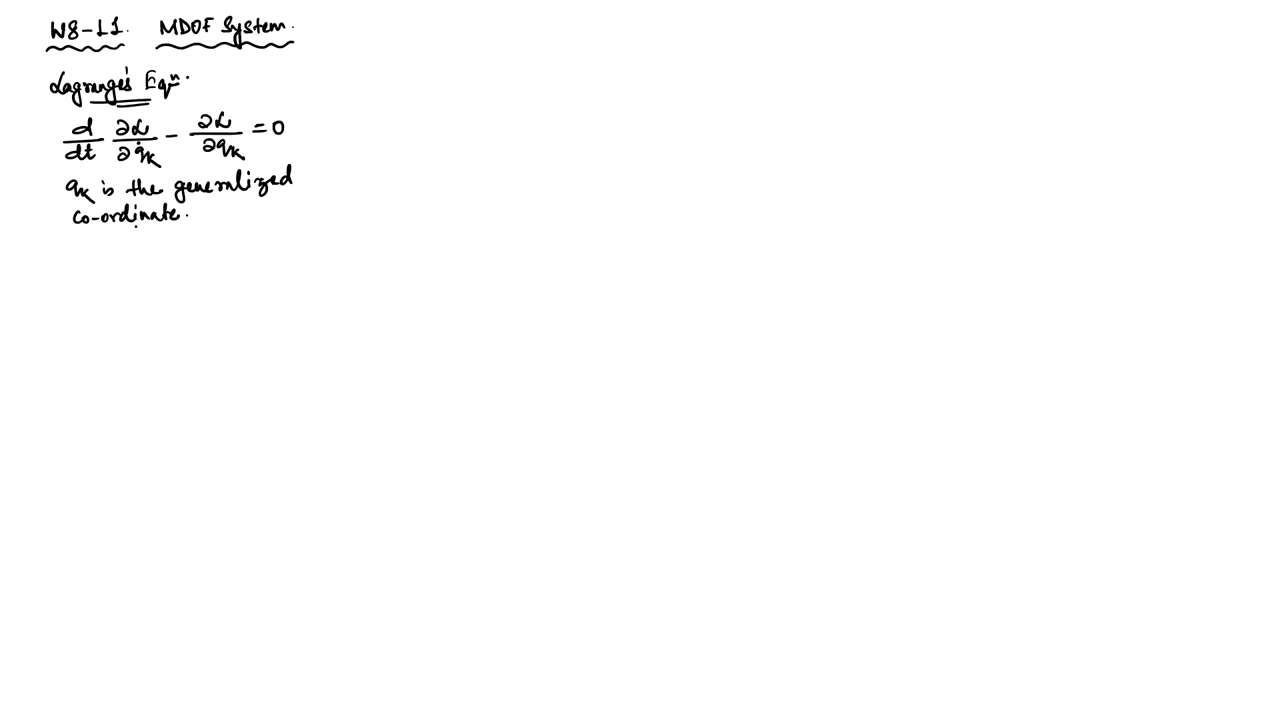 W8-L1. MDOF System.
Lagrange's Eqⁿ.
d/dt ∂ℒ/∂q̇ₖ - ∂ℒ/∂qₖ = 0
qₖ is the generalized
co-ordinate.